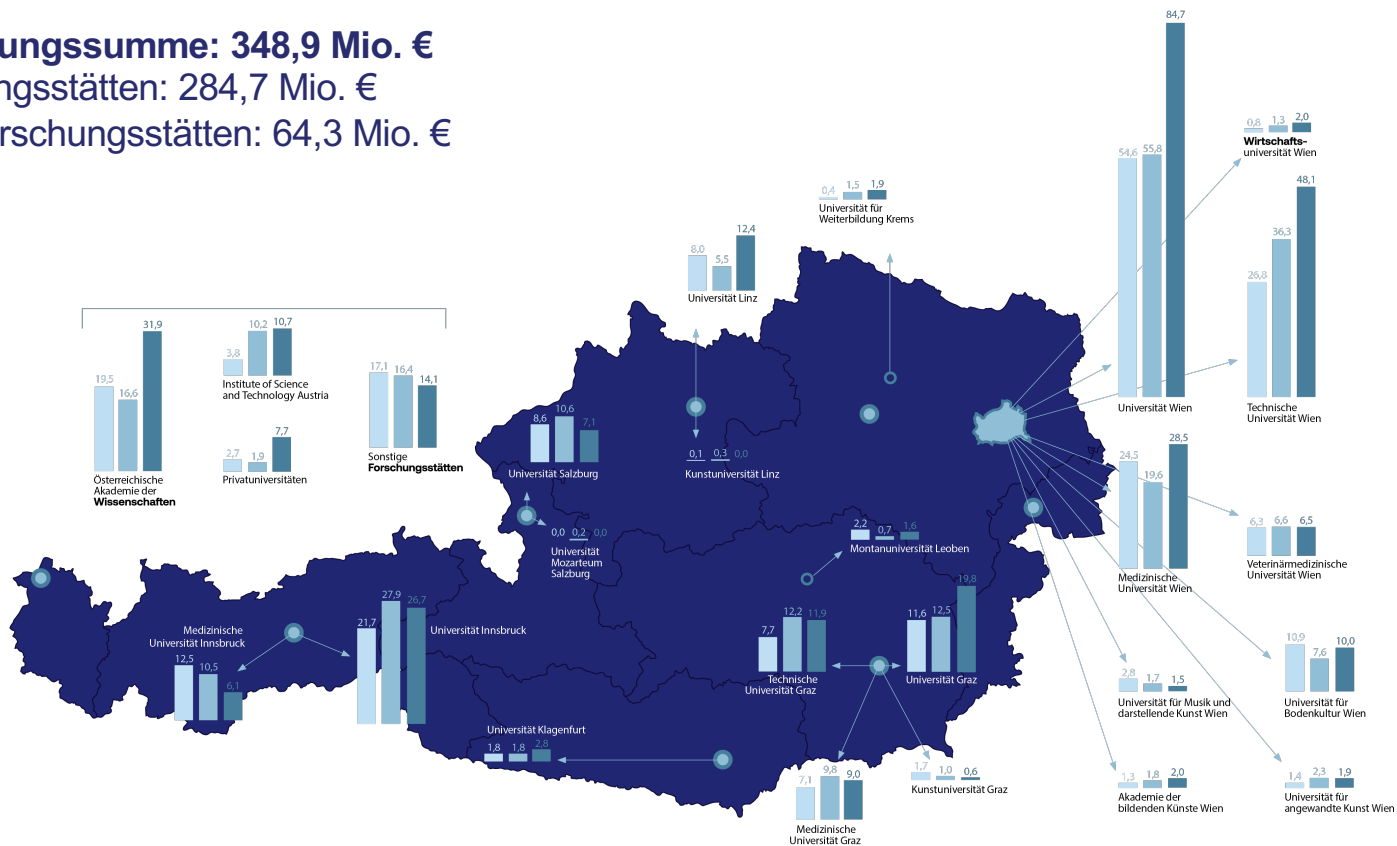 ungssumme: 348,9 Mio. €
ngsstätten: 284,7 Mio. €
rschungsstätten: 64,3 Mio. €
84,7
54,6 55,8
Universität Wien
0,8 1,3 2,0
Wirtschafts-
universität Wien
48,1
36,3
26,8
Technische
Universität Wien
0,4 1,5 1,9
Universität für
Weiterbildung Krems
8,0 5,5 12,4
Universität Linz
19,5 16,6 31,9
Österreichische
Akademie der
Wissenschaften
3,8 10,2 10,7
Institute of Science
and Technology Austria
2,7 1,9 7,7
Privatuniversitäten
17,1 16,4 14,1
Sonstige
Forschungsstätten
8,6 10,6 7,1
Universität Salzburg
0,1 0,3 0,0
Kunstuniversität Linz
0,0 0,2 0,0
Universität
Mozarteum
Salzburg
2,2 0,7 1,6
Montanuniversität Leoben
24,5 19,6 28,5
Medizinische
Universität Wien
6,3 6,6 6,5
Veterinärmedizinische
Universität Wien
Medizinische
Universität Innsbruck
12,5 10,5 6,1
21,7 27,9 26,7
Universität Innsbruck
7,7 12,2 11,9
Technische
Universität Graz
11,6 12,5 19,8
Universität Graz
2,8 1,7 1,5
Universität für Musik und
darstellende Kunst Wien
10,9 7,6 10,0
Universität für
Bodenkultur Wien
Universität Klagenfurt
1,8 1,8 2,8
7,1 9,8 9,0
Medizinische
Universität Graz
1,7 1,0 0,6
Kunstuniversität Graz
1,3 1,8 2,0
Akademie der
bildenden Künste Wien
1,4 2,3 1,9
Universität für
angewandte Kunst Wien